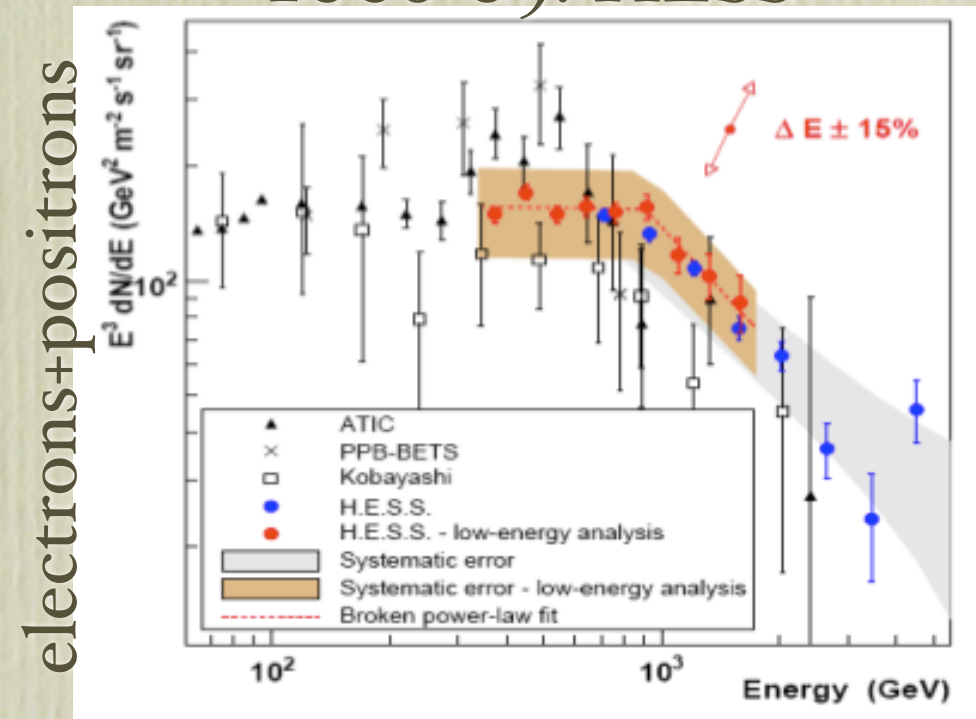 electrons+positrons
E³ dN/dE (GeV² m⁻² s⁻¹ sr⁻¹)
Δ E ± 15%
10²
ATIC
PPB-BETS
Kobayashi
H.E.S.S.
H.E.S.S. - low-energy analysis
Systematic error
Systematic error - low-energy analysis
Broken power-law fit
10²
10³
Energy (GeV)